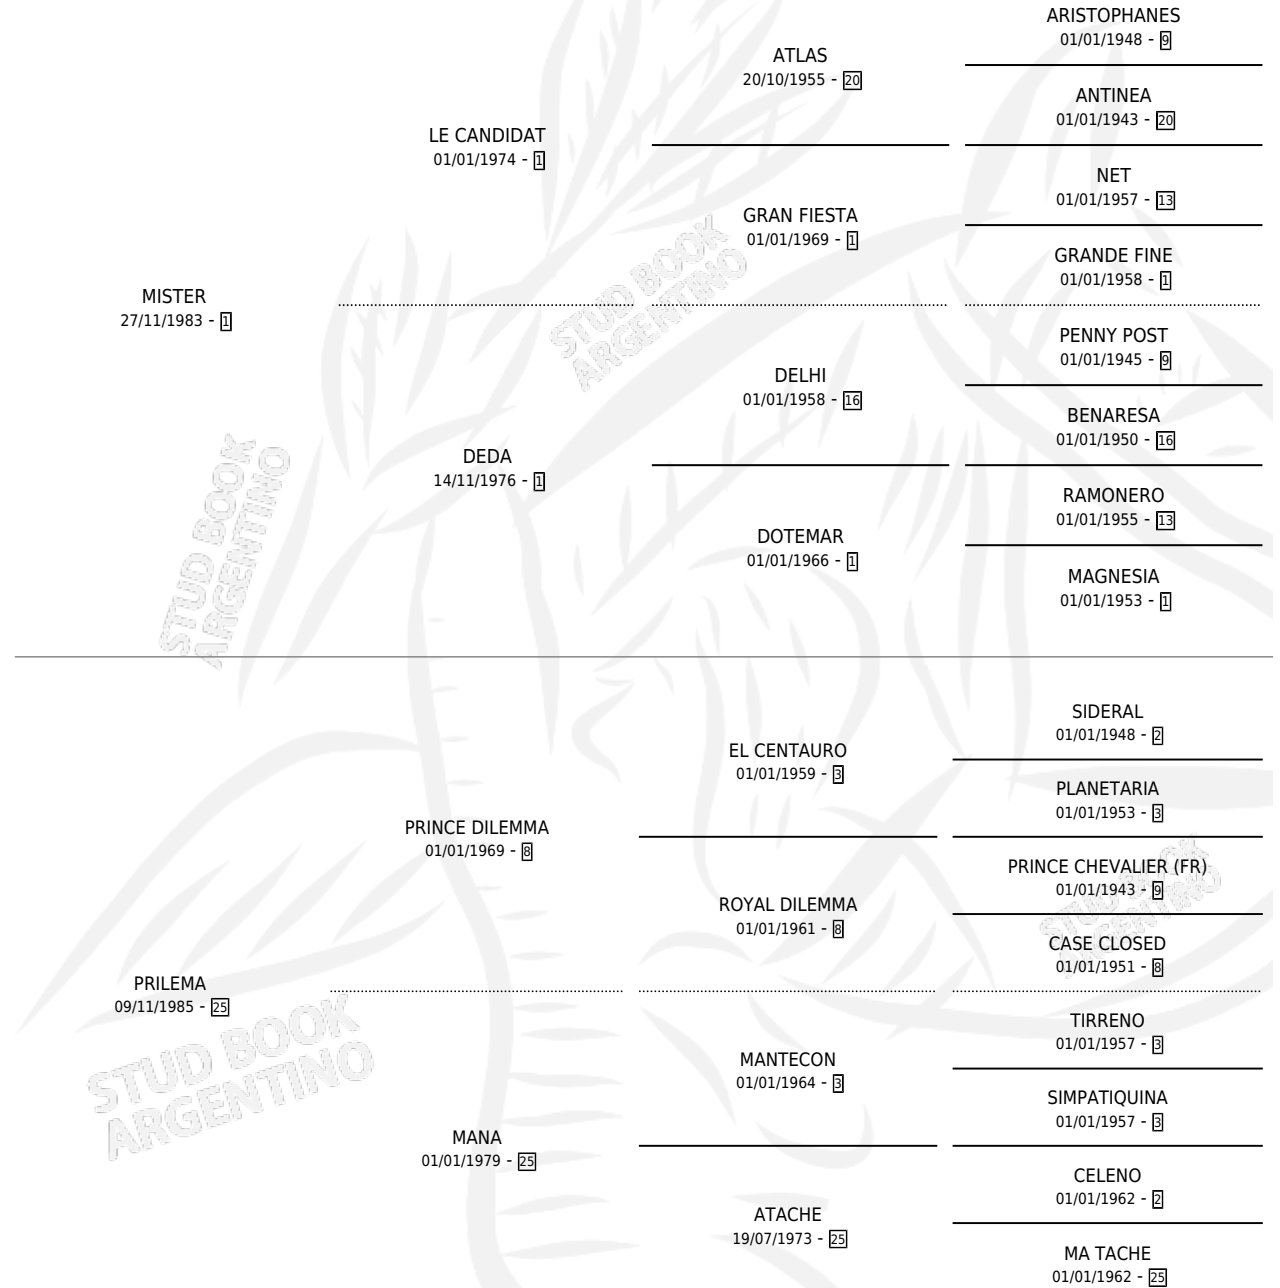 ARISTOPHANES
01/01/1948 - 9
ATLAS
20/10/1955 - 20
ANTINEA
01/01/1943 - 20
LE CANDIDAT
01/01/1974 - 1
NET
01/01/1957 - 13
GRAN FIESTA
01/01/1969 - 1
GRANDE FINE
01/01/1958 - 1
MISTER
27/11/1983 - 1
PENNY POST
01/01/1945 - 9
DELHI
01/01/1958 - 16
BENARESA
01/01/1950 - 16
DEDA
14/11/1976 - 1
RAMONERO
01/01/1955 - 13
DOTEMAR
01/01/1966 - 1
MAGNESIA
01/01/1953 - 1
STUD BOOK
ARGENTINO
STUD BOOK
ARGENTINO
SIDERAL
01/01/1948 - 2
EL CENTAURO
01/01/1959 - 3
PLANETARIA
01/01/1953 - 3
PRINCE DILEMMA
01/01/1969 - 8
PRINCE CHEVALIER (FR)
01/01/1943 - 9
ROYAL DILEMMA
01/01/1961 - 8
CASE CLOSED
01/01/1951 - 8
STUD BOOK
ARGENTINO
PRILEMA
09/11/1985 - 25
TIRRENO
01/01/1957 - 3
MANTECON
01/01/1964 - 3
SIMPATIQUINA
01/01/1957 - 3
MANA
01/01/1979 - 25
CELENO
01/01/1962 - 2
ATACHE
19/07/1973 - 25
MA TACHE
01/01/1962 - 25
STUD BOOK
ARGENTINO